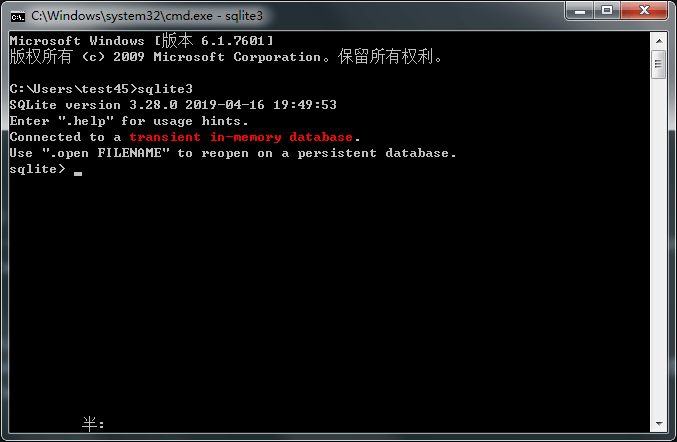 C:\Windows\system32\cmd.exe - sqlite3
Microsoft Windows [版本 6.1.7601]
版权所有 (c) 2009 Microsoft Corporation。保留所有权利。
C:\Users\test45>sqlite3
SQLite version 3.28.0 2019-04-16 19:49:53
Enter ".help" for usage hints.
Connected to a transient in-memory database.
Use ".open FILENAME" to reopen on a persistent database.
sqlite>
半: